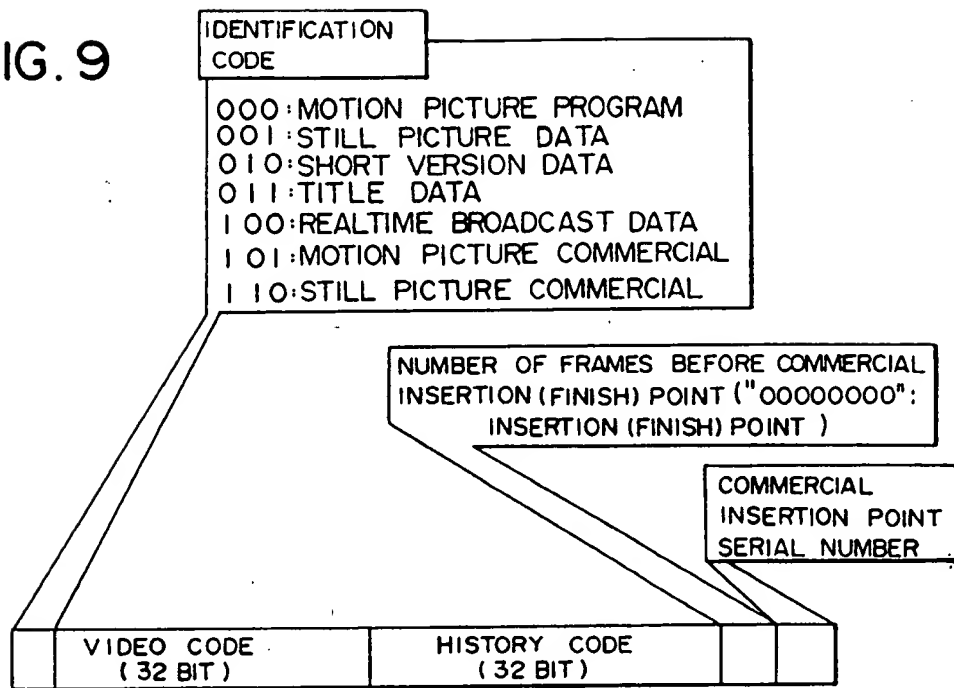 IG. 9
IDENTIFICATION
CODE
000: MOTION PICTURE PROGRAM
001: STILL PICTURE DATA
010: SHORT VERSION DATA
011: TITLE DATA
100: REALTIME BROADCAST DATA
101: MOTION PICTURE COMMERCIAL
110: STILL PICTURE COMMERCIAL
NUMBER OF FRAMES BEFORE COMMERCIAL
INSERTION (FINISH) POINT ("00000000":
INSERTION (FINISH) POINT )
COMMERCIAL
INSERTION POINT
SERIAL NUMBER
VIDEO CODE
(32 BIT)
HISTORY CODE
(32 BIT)